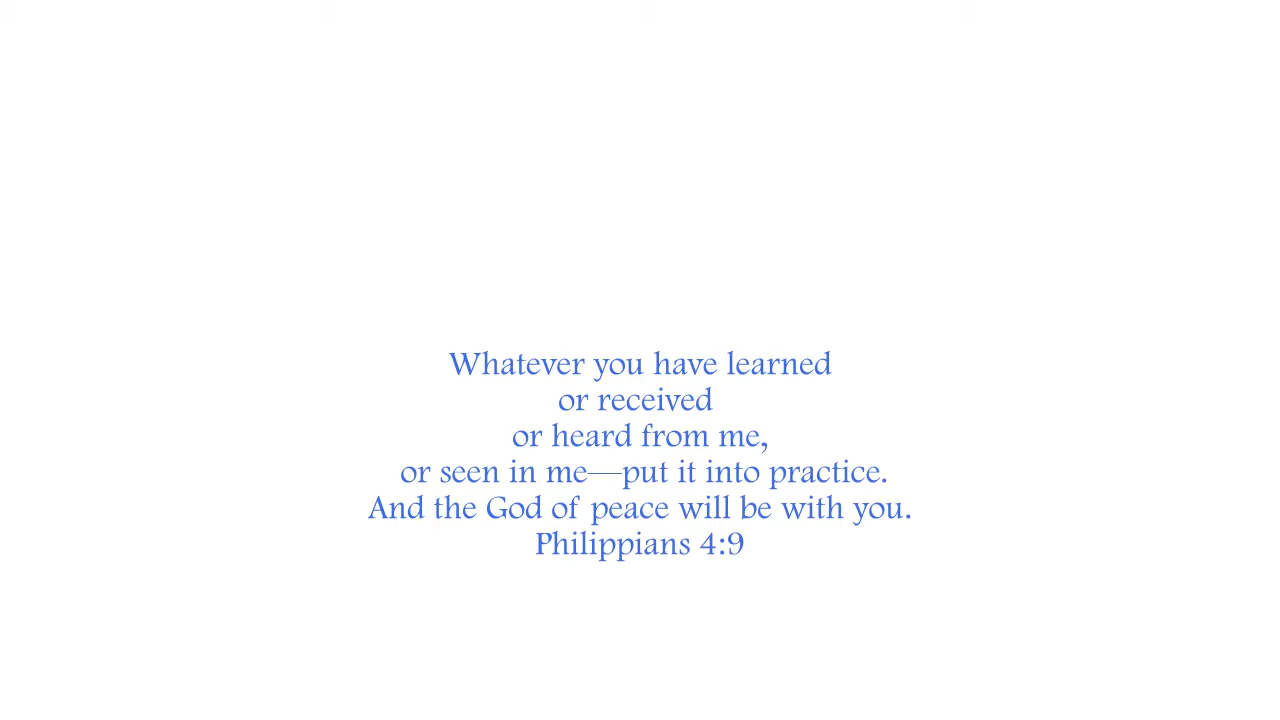 Whatever you have learned
or received
or heard from me,
or seen in me—put it into practice.
And the God of peace will be with you.
Philippians 4:9